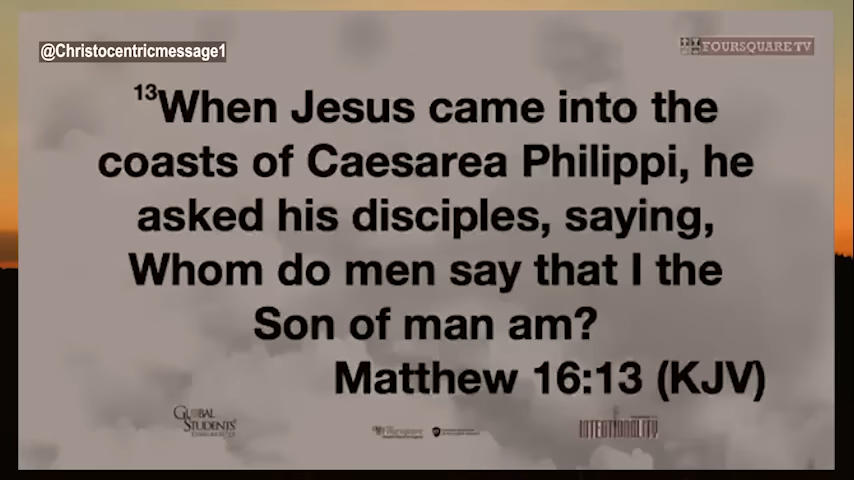 @Christocentricmessage1
FOURSQUARE TV
13When Jesus came into the
coasts of Caesarea Philippi, he
asked his disciples, saying,
Whom do men say that I the
Son of man am?
Matthew 16:13 (KJV)
GLOBAL
STUDENTS
INTENTIONALITY